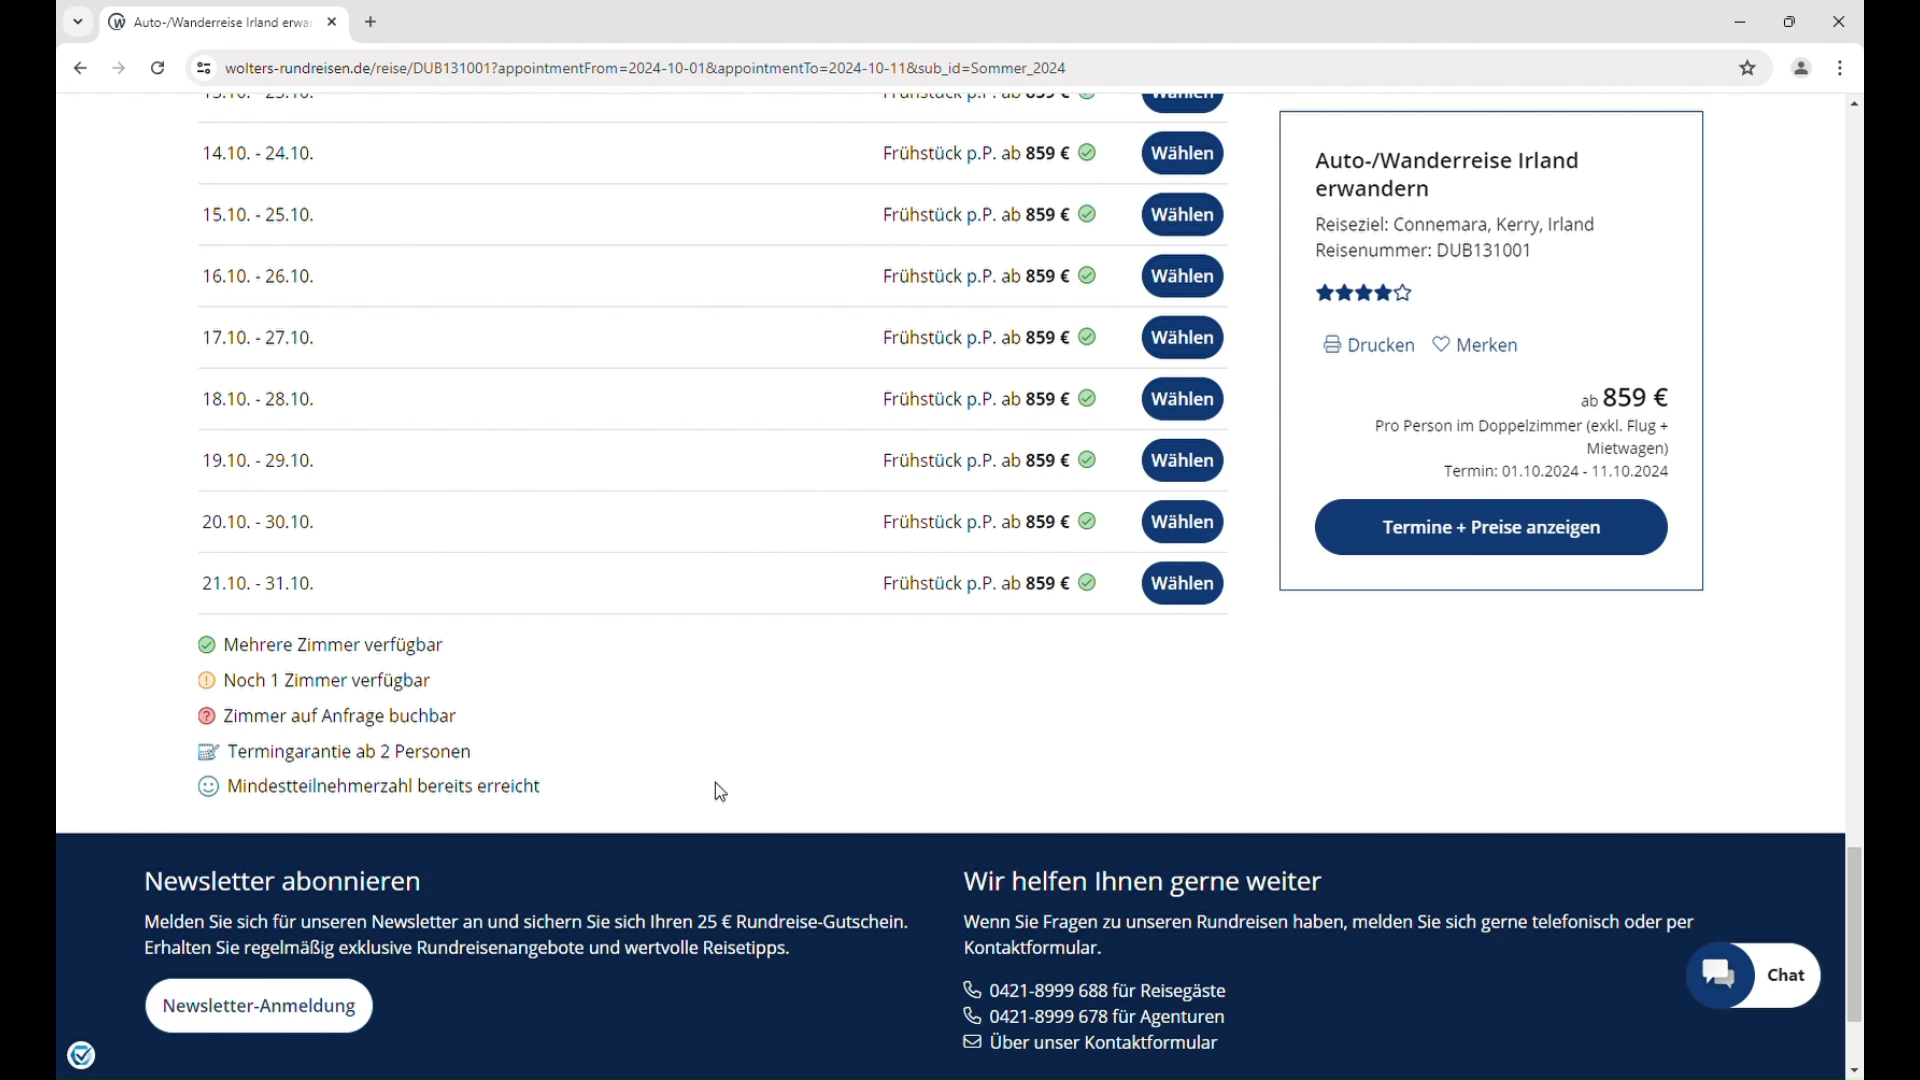 Auto-/Wanderreise Irland erwa
wolters-rundreisen.de/reise/DUB131001?appointmentFrom=2024-10-01&appointmentTo=2024-10-11&sub_id=Sommer_2024
14.10. - 24.10. Frühstück p.P. ab 859 € Wählen
15.10. - 25.10. Frühstück p.P. ab 859 € Wählen
16.10. - 26.10. Frühstück p.P. ab 859 € Wählen
17.10. - 27.10. Frühstück p.P. ab 859 € Wählen
18.10. - 28.10. Frühstück p.P. ab 859 € Wählen
19.10. - 29.10. Frühstück p.P. ab 859 € Wählen
20.10. - 30.10. Frühstück p.P. ab 859 € Wählen
21.10. - 31.10. Frühstück p.P. ab 859 € Wählen
Mehrere Zimmer verfügbar
Noch 1 Zimmer verfügbar
Zimmer auf Anfrage buchbar
Termingarantie ab 2 Personen
Mindestteilnehmerzahl bereits erreicht
Auto-/Wanderreise Irland
erwandern
Reiseziel: Connemara, Kerry, Irland
Reisenummer: DUB131001
Drucken Merken
ab 859 €
Pro Person im Doppelzimmer (exkl. Flug +
Mietwagen)
Termin: 01.10.2024 - 11.10.2024
Termine + Preise anzeigen
Newsletter abonnieren
Melden Sie sich für unseren Newsletter an und sichern Sie sich Ihren 25 € Rundreise-Gutschein.
Erhalten Sie regelmäßig exklusive Rundreisenangebote und wertvolle Reisetipps.
Newsletter-Anmeldung
Wir helfen Ihnen gerne weiter
Wenn Sie Fragen zu unseren Rundreisen haben, melden Sie sich gerne telefonisch oder per
Kontaktformular.
0421-8999 688 für Reisegäste
0421-8999 678 für Agenturen
Über unser Kontaktformular
Chat